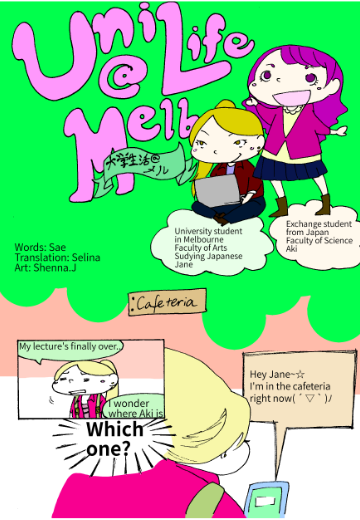 Uni Life
@
Melb
大学生活@
メル
University student
in Melbourne
Faculty of Arts
Sudying Japanese
Jane
Exchange student
from Japan
Faculty of Science
Aki
Words: Sae
Translation: Selina
Art: Shenna.J
:Cafeteria
My lecture's finally over..
I wonder
where Aki is
Which
one?
Hey Jane~☆
I'm in the cafeteria
right now( ´ ▽ ` )ﾉ